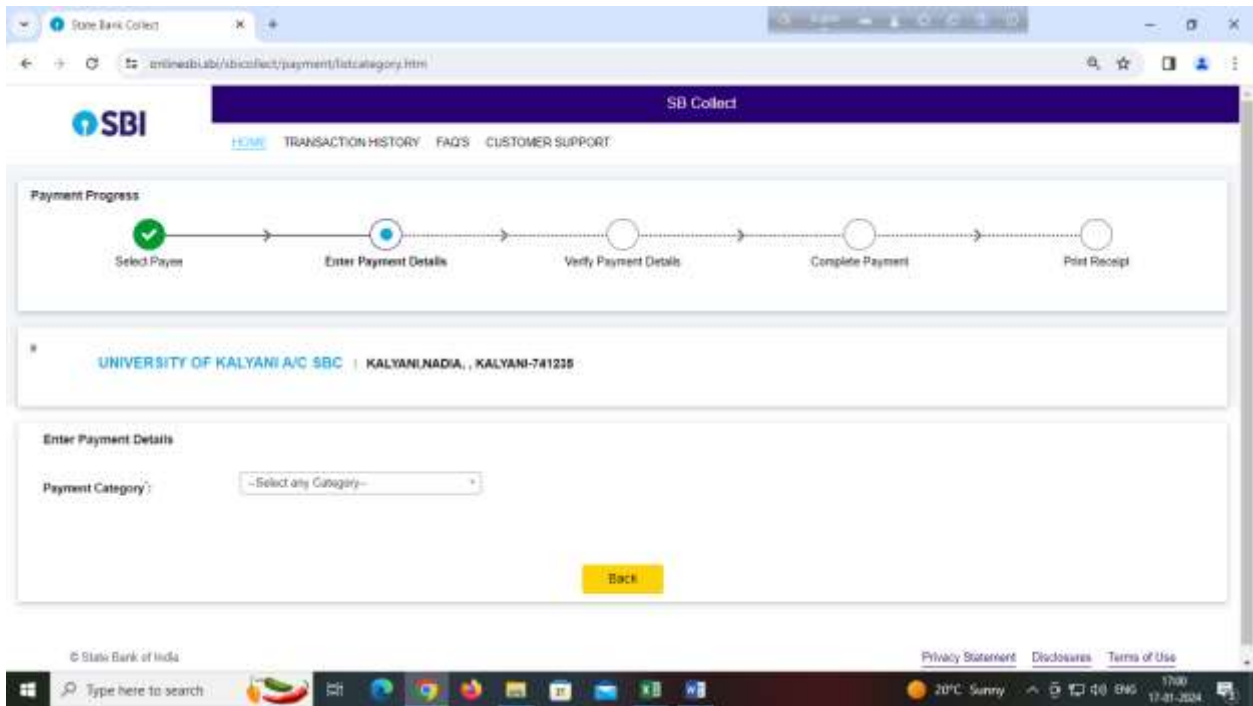 State Bank Collect
onlinesbi.sbi/sbicollect/payment/listcategory.htm
SBI
SB Collect
HOME TRANSACTION HISTORY FAQ'S CUSTOMER SUPPORT
Payment Progress
Select Payee Enter Payment Details Verify Payment Details Complete Payment Print Receipt
UNIVERSITY OF KALYANI A/C SBC | KALYANI,NADIA, , KALYANI-741235
Enter Payment Details
Payment Category*: --Select any Category--
Back
© State Bank of India Privacy Statement Disclosures Terms of Use
Type here to search 20°C Sunny ENG 17:00
17-01-2024